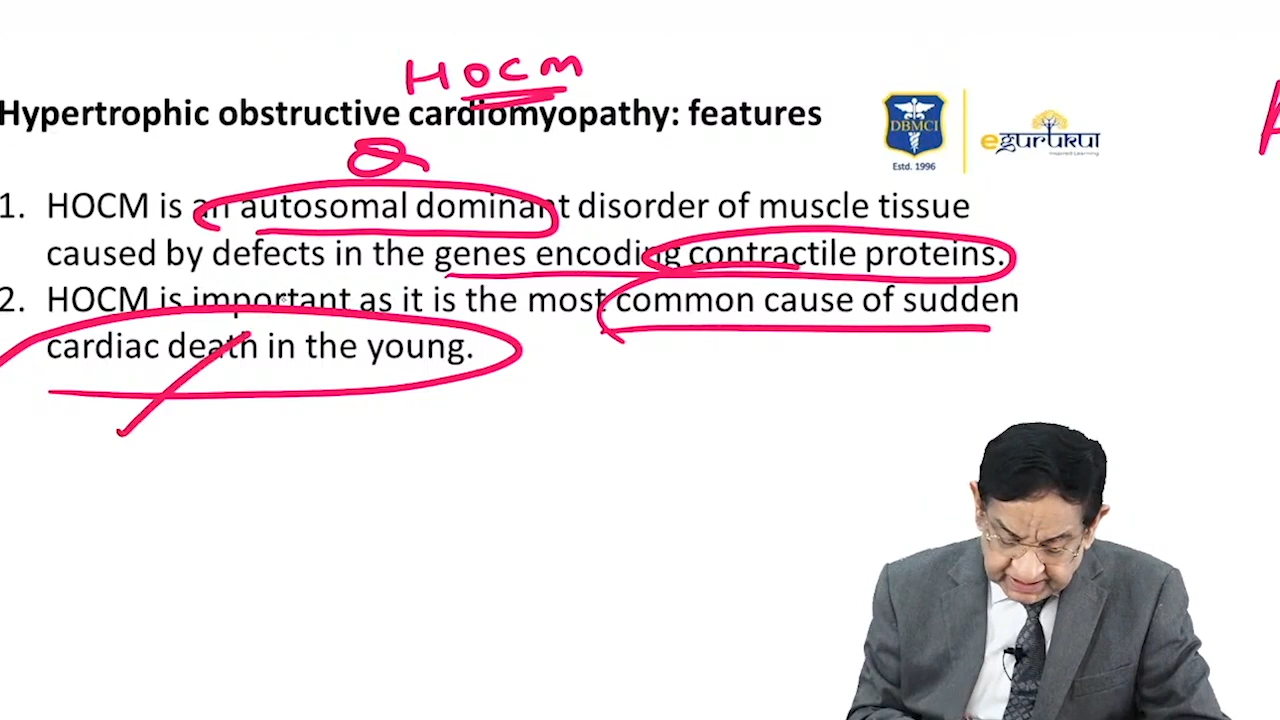 HOCM
Hypertrophic obstructive cardiomyopathy: features
DBMCI
Estd. 1996
egurukul
Inspired Learning
1. HOCM is an autosomal dominant disorder of muscle tissue
caused by defects in the genes encoding contractile proteins.
2. HOCM is important as it is the most common cause of sudden
cardiac death in the young.